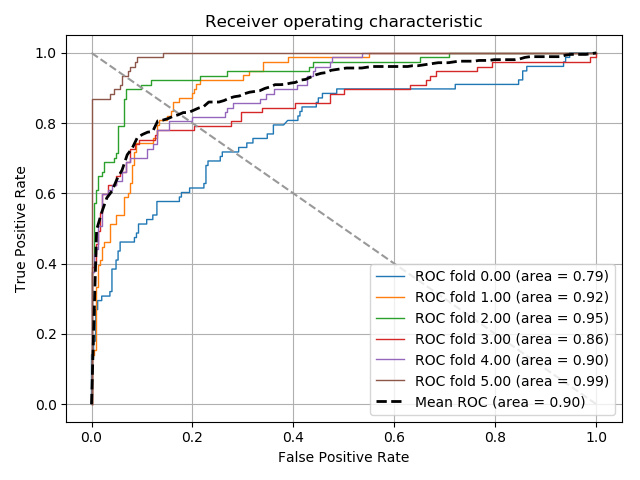 Receiver operating characteristic
True Positive Rate
1.0
0.8
0.6
0.4
0.2
0.0
ROC fold 0.00 (area = 0.79)
ROC fold 1.00 (area = 0.92)
ROC fold 2.00 (area = 0.95)
ROC fold 3.00 (area = 0.86)
ROC fold 4.00 (area = 0.90)
ROC fold 5.00 (area = 0.99)
Mean ROC (area = 0.90)
0.0 0.2 0.4 0.6 0.8 1.0
False Positive Rate